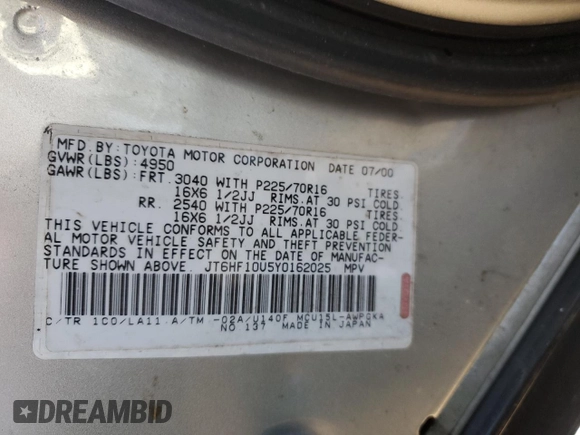 MFD.BY: TOYOTA MOTOR CORPORATION DATE 07/00
GVWR(LBS): 4950
GAWR(LBS): FRT. 3040 WITH P225/70R16 TIRES.
16X6 1/2JJ RIMS.AT 30 PSI COLD.
RR. 2540 WITH P225/70R16 TIRES.
16X6 1/2JJ RIMS.AT 30 PSI COLD.
THIS VEHICLE CONFORMS TO ALL APPLICABLE FEDER-
AL MOTOR VEHICLE SAFETY AND THEFT PREVENTION
STANDARDS IN EFFECT ON THE DATE OF MANUFAC-
TURE SHOWN ABOVE. JT6HF10U5Y0162025 MPV
C/TR 1C0/LA11 A/TM -02A/U140F MCU15L-AWPGKA
NO 137 MADE IN JAPAN
DREAMBID